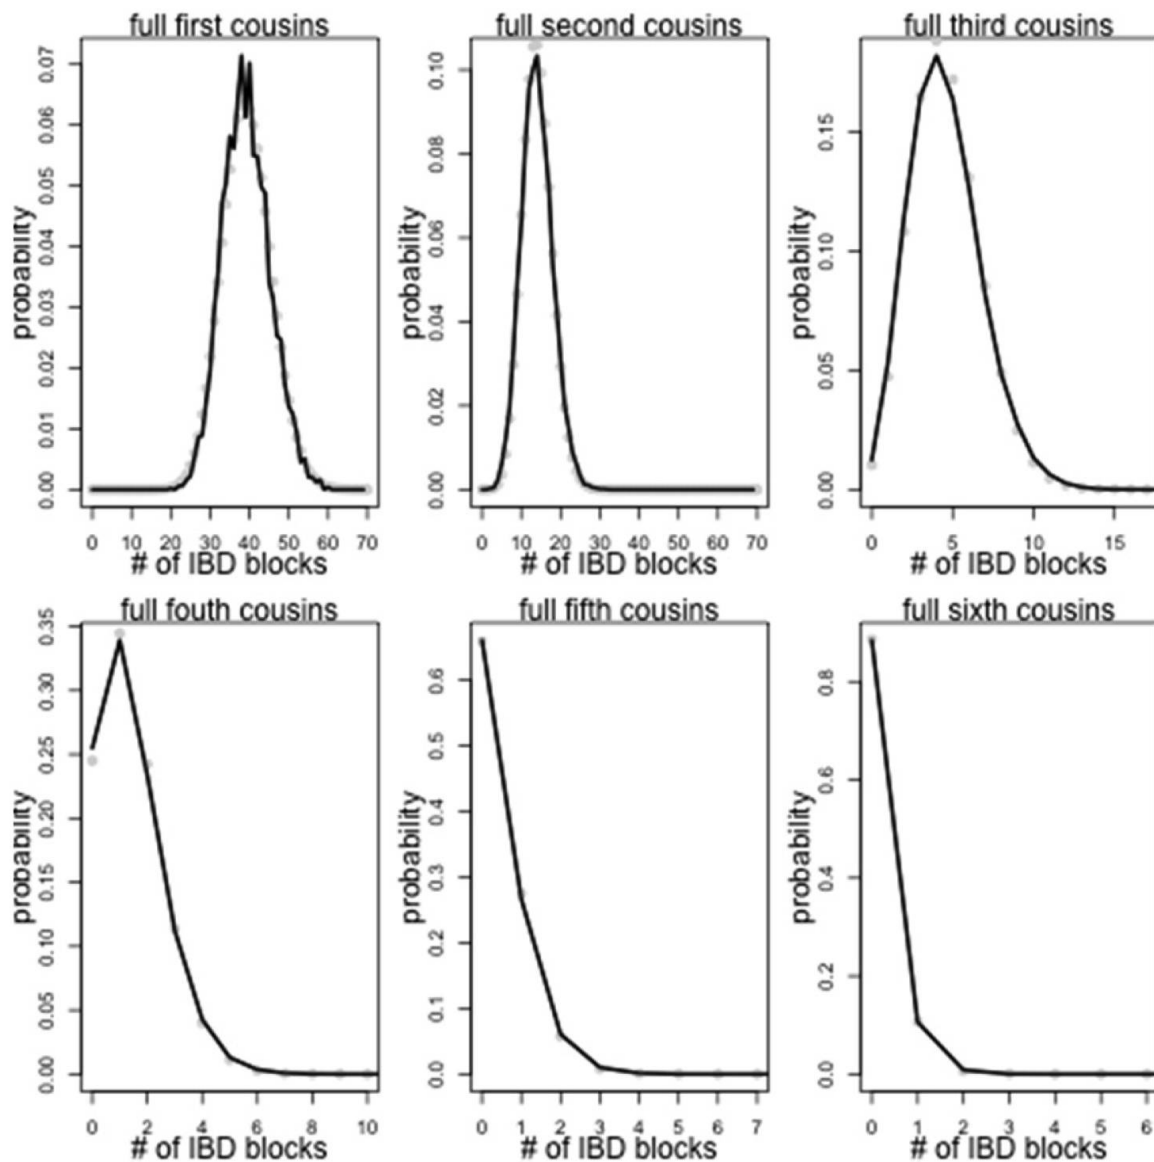 full first cousins
full second cousins
full third cousins
probability
0.00 0.01 0.02 0.03 0.04 0.05 0.06 0.07
0 10 20 30 40 50 60 70
# of IBD blocks
probability
0.00 0.02 0.04 0.06 0.08 0.10
0 10 20 30 40 50 60 70
# of IBD blocks
probability
0.00 0.05 0.10 0.15
0 5 10 15
# of IBD blocks
full fouth cousins
full fifth cousins
full sixth cousins
probability
0.00 0.05 0.10 0.15 0.20 0.25 0.30 0.35
0 2 4 6 8 10
# of IBD blocks
probability
0.0 0.1 0.2 0.3 0.4 0.5 0.6
0 1 2 3 4 5 6 7
# of IBD blocks
probability
0.0 0.2 0.4 0.6 0.8
0 1 2 3 4 5 6
# of IBD blocks